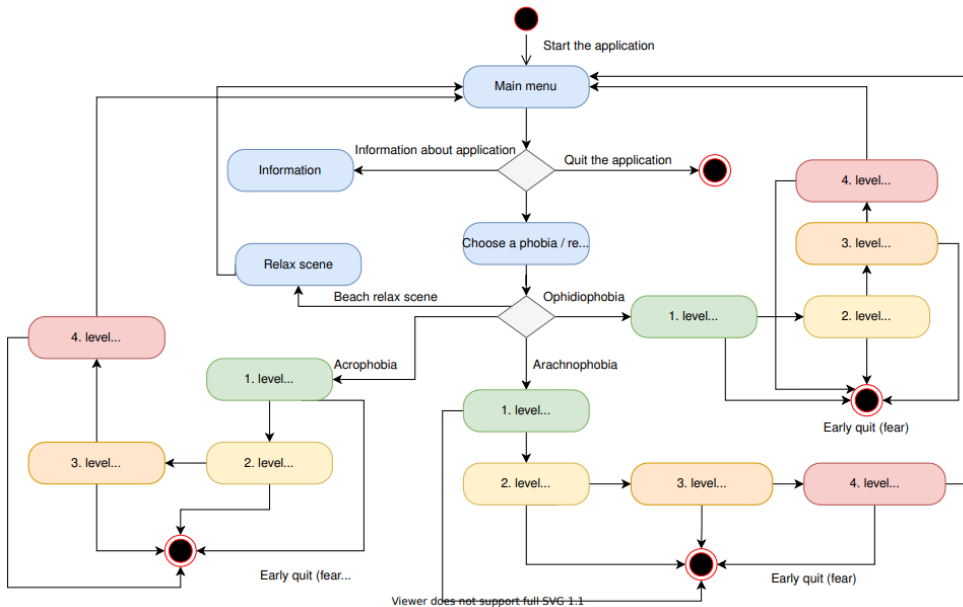 Start the application
Main menu
Information about application
Quit the application
Information
4. level...
Choose a phobia / re...
3. level...
Relax scene
Beach relax scene
Ophidiophobia
1. level...
2. level...
4. level...
Acrophobia
Arachnophobia
1. level...
1. level...
Early quit (fear)
3. level...
2. level...
2. level...
3. level...
4. level...
Early quit (fear...
Early quit (fear)
Viewer does not support full SVG 1.1